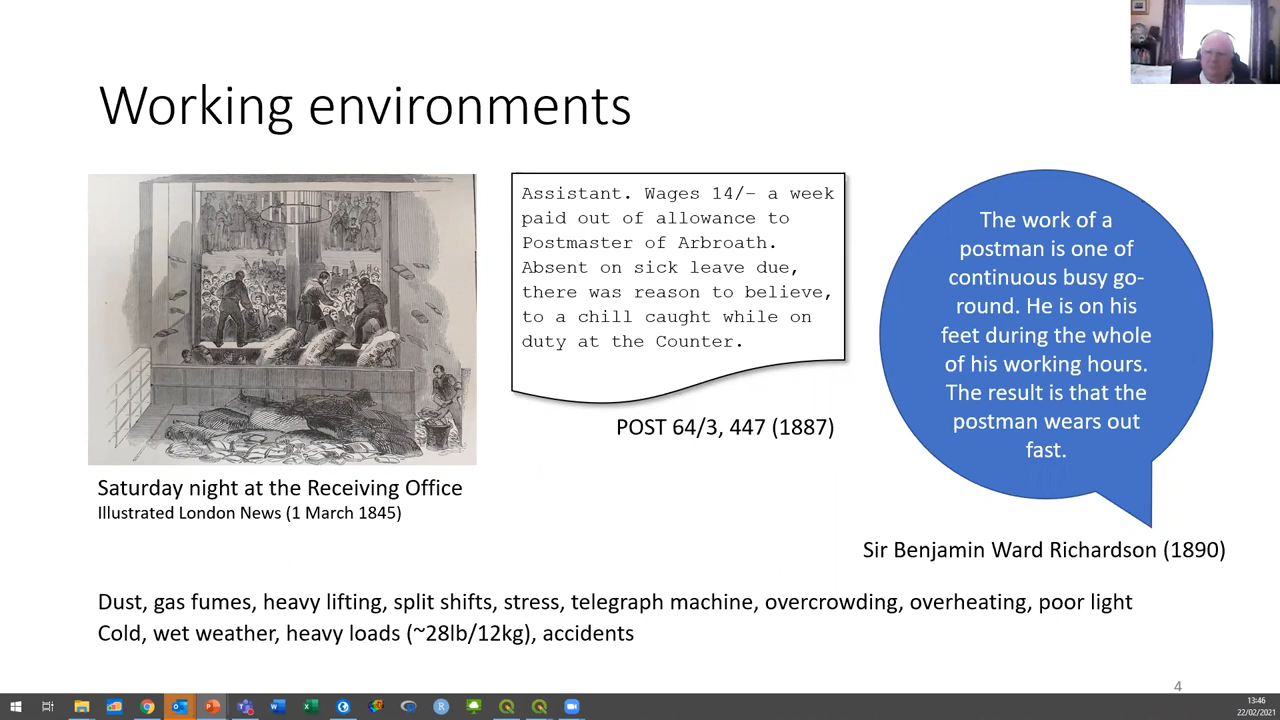 Working environments
Assistant. Wages 14/- a week
paid out of allowance to
Postmaster of Arbroath.
Absent on sick leave due,
there was reason to believe,
to a chill caught while on
duty at the Counter.
POST 64/3, 447 (1887)
The work of a
postman is one of
continuous busy go-
round. He is on his
feet during the whole
of his working hours.
The result is that the
postman wears out
fast.
Sir Benjamin Ward Richardson (1890)
Saturday night at the Receiving Office
Illustrated London News (1 March 1845)
Dust, gas fumes, heavy lifting, split shifts, stress, telegraph machine, overcrowding, overheating, poor light
Cold, wet weather, heavy loads (~28lb/12kg), accidents
4
13:46
22/02/2021